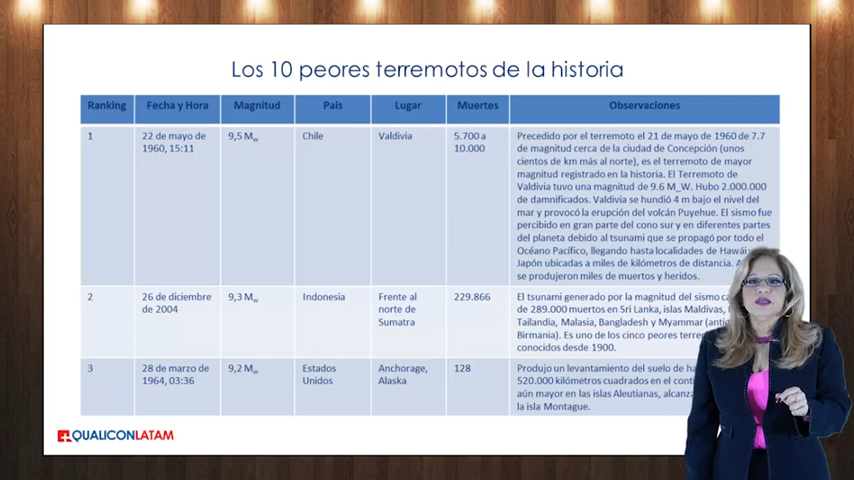 Los 10 peores terremotos de la historia
Ranking Fecha y Hora Magnitud Pais Lugar Muertes Observaciones
1 22 de mayo de 1960, 15:11 9,5 Mw Chile Valdivia 5.700 a 10.000
Precedido por el terremoto el 21 de mayo de 1960 de 7.7
de magnitud cerca de la ciudad de Concepción (unos
cientos de km más al norte), es el terremoto de mayor
magnitud registrado en la historia. El Terremoto de
Valdivia tuvo una magnitud de 9.6 M_W. Hubo 2.000.000
de damnificados. Valdivia se hundió 4 m bajo el nivel del
mar y provocó la erupción del volcán Puyehue. El sismo fue
percibido en gran parte del cono sur y en diferentes partes
del planeta debido al tsunami que se propagó por todo el
Océano Pacífico, llegando hasta localidades de Hawái
Japón ubicadas a miles de kilómetros de distancia.
se produjeron miles de muertos y heridos.
2 26 de diciembre de 2004 9,3 Mw Indonesia Frente al norte de Sumatra 229.866
El tsunami generado por la magnitud del sismo
de 289.000 muertos en Sri Lanka, islas Maldivas,
Tailandia, Malasia, Bangladesh y Myammar
Birmania). Es uno de los cinco peores
conocidos desde 1900.
3 28 de marzo de 1964, 03:36 9,2 Mw Estados Unidos Anchorage, Alaska 128
Produjo un levantamiento del suelo de
520.000 kilómetros cuadrados en el
aún mayor en las islas Aleutianas,
la isla Montague.
QUALICONLATAM